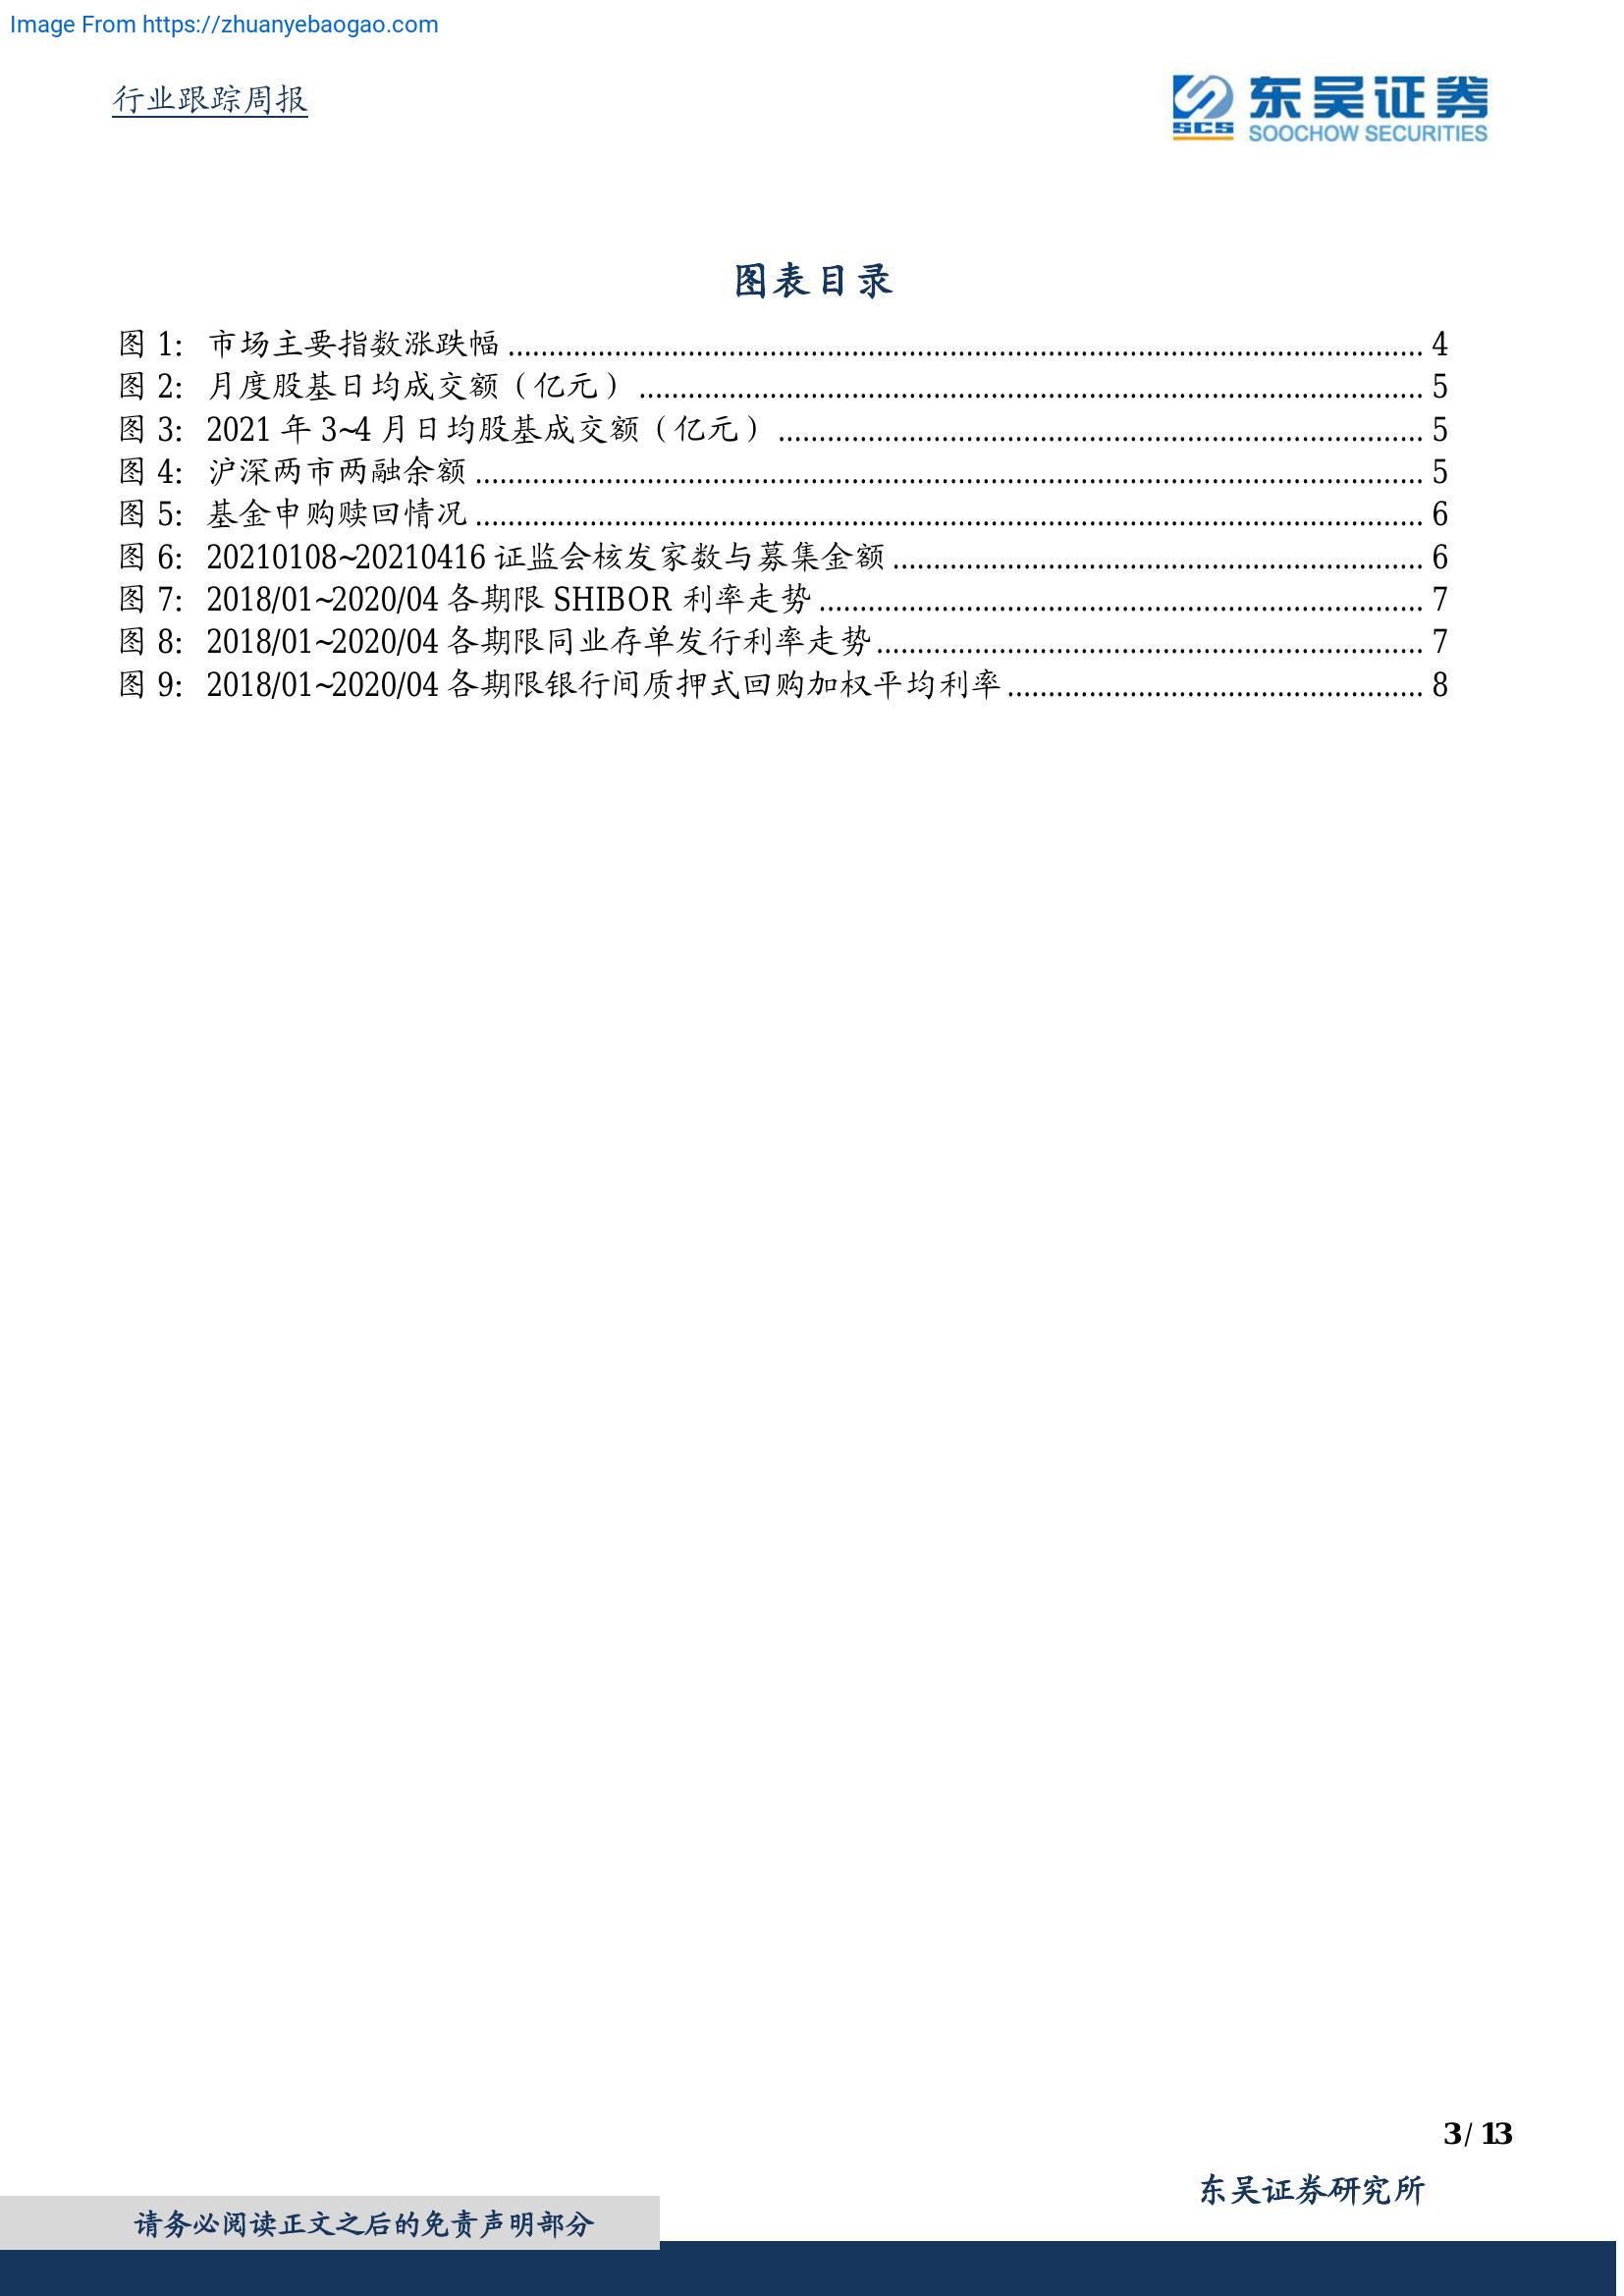 Image From https://zhuanyebaogao.com
行业跟踪周报
东吴证券
SCS
SOOCHOW SECURITIES
图表目录
图 1: 市场主要指数涨跌幅 4
图 2: 月度股基日均成交额（亿元） 5
图 3: 2021 年 3~4 月日均股基成交额（亿元） 5
图 4: 沪深两市两融余额 5
图 5: 基金申购赎回情况 6
图 6: 20210108~20210416 证监会核发家数与募集金额 6
图 7: 2018/01~2020/04 各期限 SHIBOR 利率走势 7
图 8: 2018/01~2020/04 各期限同业存单发行利率走势 7
图 9: 2018/01~2020/04 各期限银行间质押式回购加权平均利率 8
3 / 13
东吴证券研究所
请务必阅读正文之后的免责声明部分